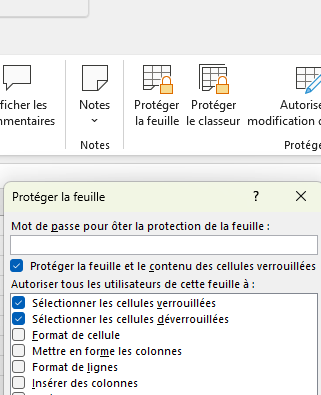 ficher les
mmentaires
Notes
Protéger
la feuille
Protéger
le classeur
Autorise
modification d
Notes
Protég
Protéger la feuille
?
Mot de passe pour ôter la protection de la feuille :
Protéger la feuille et le contenu des cellules verrouillées
Autoriser tous les utilisateurs de cette feuille à :
Sélectionner les cellules verrouillées
Sélectionner les cellules déverrouillées
Format de cellule
Mettre en forme les colonnes
Format de lignes
Insérer des colonnes